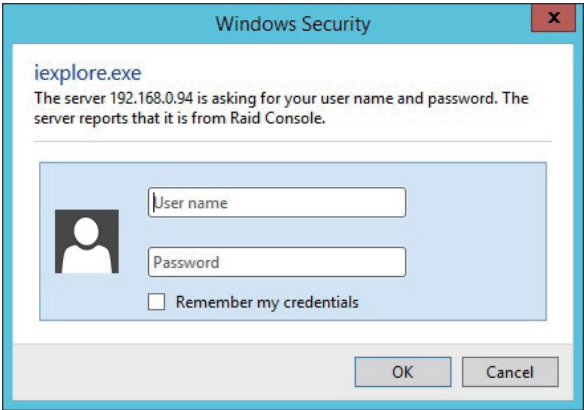 Windows Security
x
iexplore.exe
The server 192.168.0.94 is asking for your user name and password. The
server reports that it is from Raid Console.
User name
Password
Remember my credentials
OK
Cancel